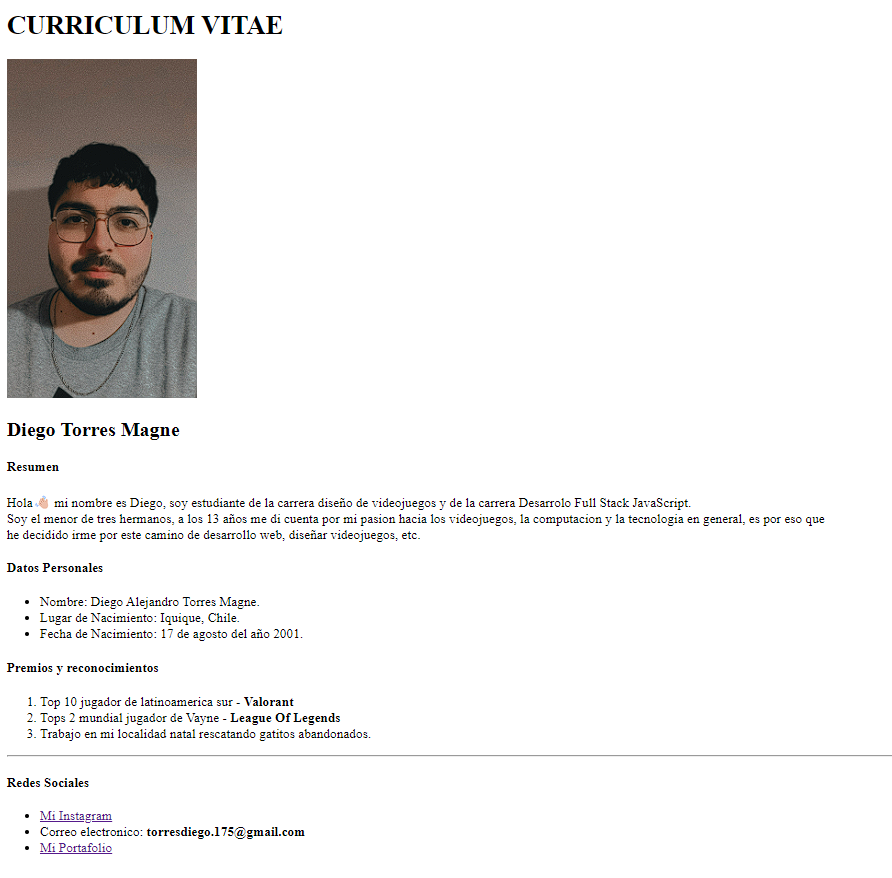 CURRICULUM VITAE
Diego Torres Magne
Resumen
Hola 👋🏻 mi nombre es Diego, soy estudiante de la carrera diseño de videojuegos y de la carrera Desarrolo Full Stack JavaScript.
Soy el menor de tres hermanos, a los 13 años me di cuenta por mi pasion hacia los videojuegos, la computacion y la tecnologia en general, es por eso que
he decidido irme por este camino de desarrollo web, diseñar videojuegos, etc.
Datos Personales
• Nombre: Diego Alejandro Torres Magne.
• Lugar de Nacimiento: Iquique, Chile.
• Fecha de Nacimiento: 17 de agosto del año 2001.
Premios y reconocimientos
1. Top 10 jugador de latinoamerica sur - Valorant
2. Tops 2 mundial jugador de Vayne - League Of Legends
3. Trabajo en mi localidad natal rescatando gatitos abandonados.
Redes Sociales
• Mi Instagram
• Correo electronico: torresdiego.175@gmail.com
• Mi Portafolio